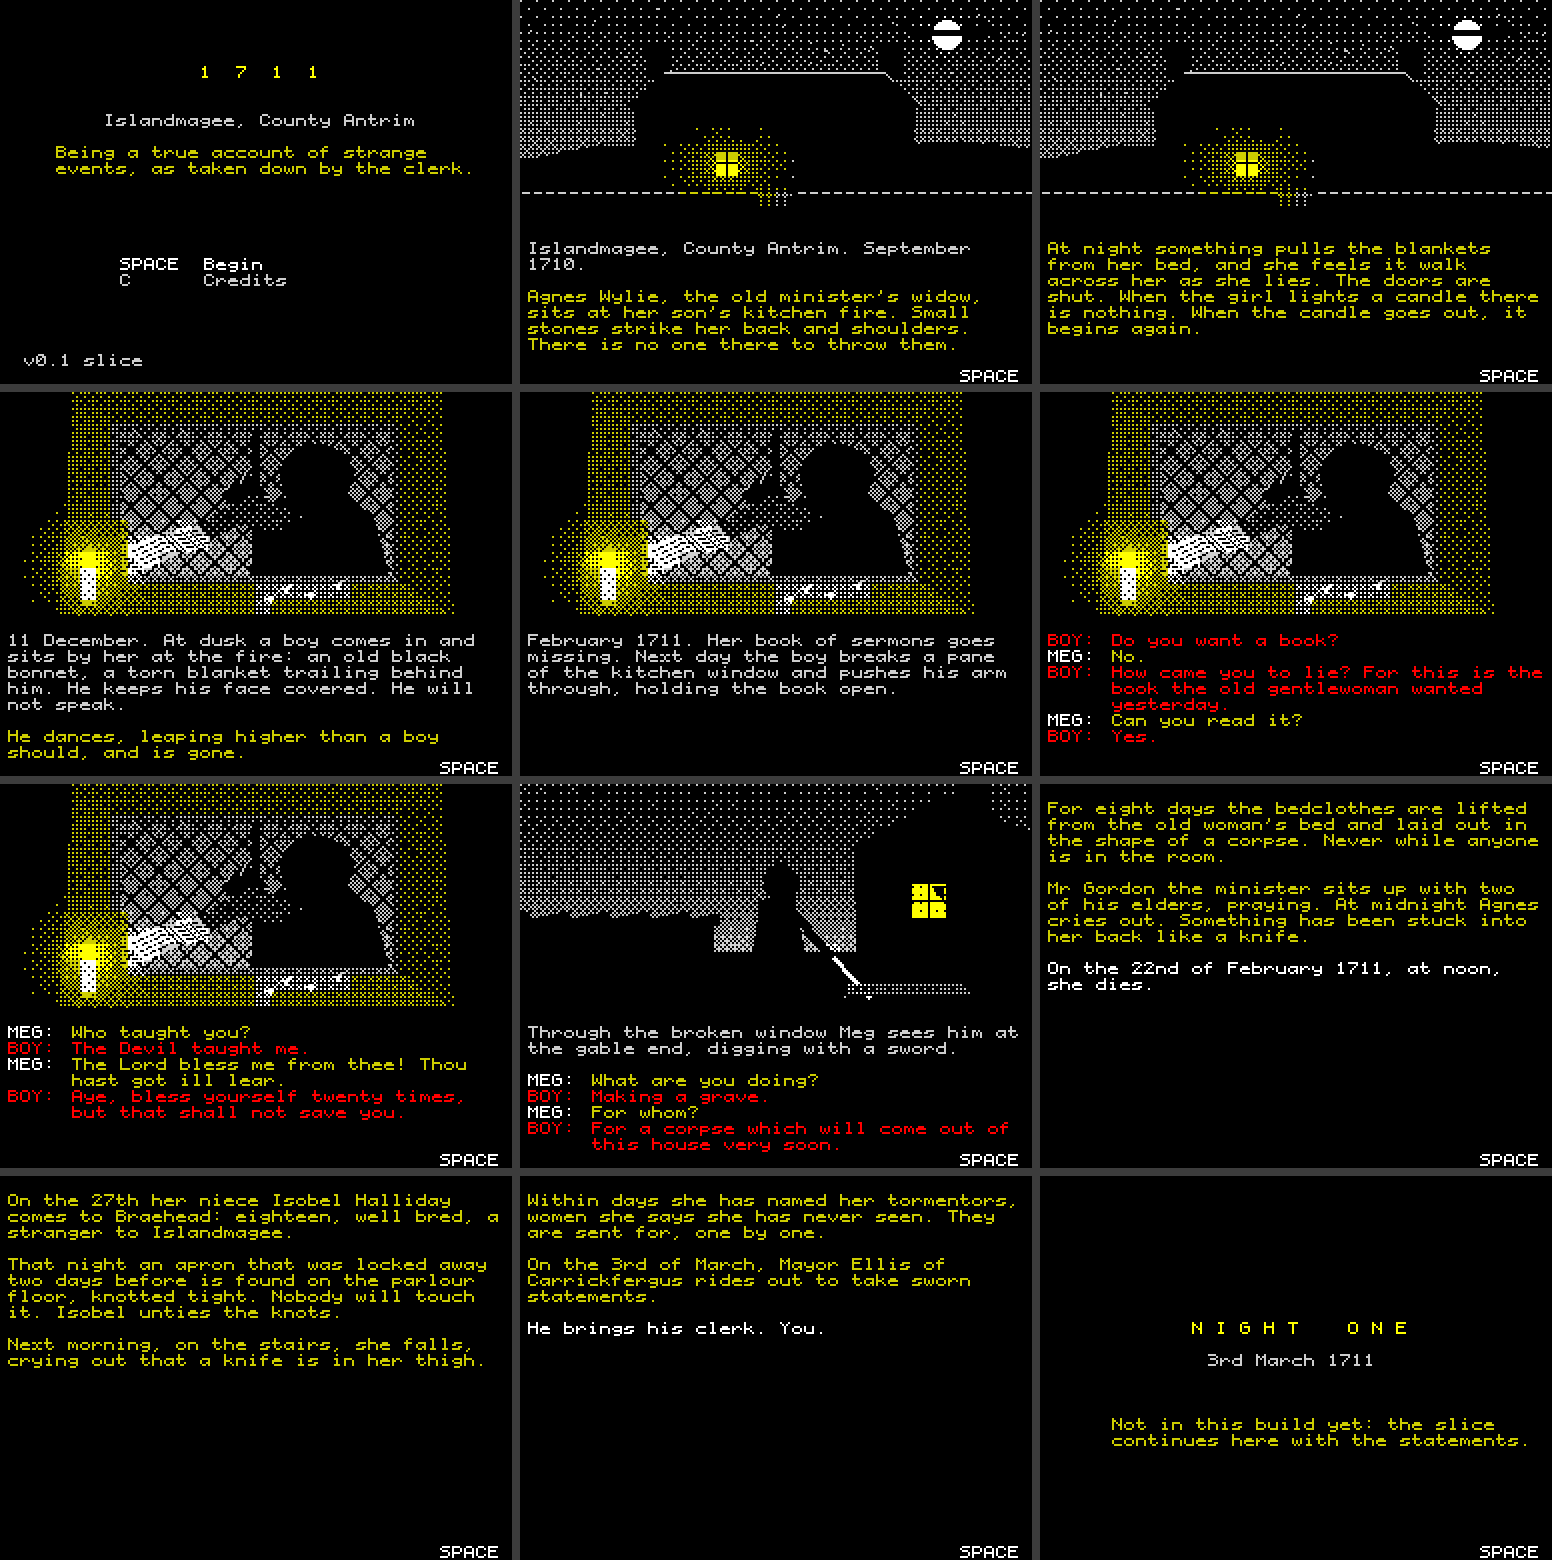 1 7 1 1
Islandmagee, County Antrim
Being a true account of strange
events, as taken down by the clerk.
SPACE Begin
C Credits
v0.1 slice
Islandmagee, County Antrim. September
1710.
Agnes Wylie, the old minister's widow,
sits at her son's kitchen fire. Small
stones strike her back and shoulders.
There is no one there to throw them.
SPACE
At night something pulls the blankets
from her bed, and she feels it walk
across her as she lies. The doors are
shut. When the girl lights a candle there
is nothing. When the candle goes out, it
begins again.
SPACE
11 December. At dusk a boy comes in and
sits by her at the fire: an old black
bonnet, a torn blanket trailing behind
him. He keeps his face covered. He will
not speak.
He dances, leaping higher than a boy
should, and is gone.
SPACE
February 1711. Her book of sermons goes
missing. Next day the boy breaks a pane
of the kitchen window and pushes his arm
through, holding the book open.
SPACE
BOY: Do you want a book?
MEG: No.
BOY: How came you to lie? For this is the
book the old gentlewoman wanted
yesterday.
MEG: Can you read it?
BOY: Yes.
SPACE
MEG: Who taught you?
BOY: The Devil taught me.
MEG: The Lord bless me from thee! Thou
hast got ill lear.
BOY: Aye, bless yourself twenty times,
but that shall not save you.
SPACE
Through the broken window Meg sees him at
the gable end, digging with a sword.
MEG: What are you doing?
BOY: Making a grave.
MEG: For whom?
BOY: For a corpse which will come out of
this house very soon.
SPACE
For eight days the bedclothes are lifted
from the old woman's bed and laid out in
the shape of a corpse. Never while anyone
is in the room.
Mr Gordon the minister sits up with two
of his elders, praying. At midnight Agnes
cries out. Something has been stuck into
her back like a knife.
On the 22nd of February 1711, at noon,
she dies.
SPACE
On the 27th her niece Isobel Halliday
comes to Braehead: eighteen, well bred, a
stranger to Islandmagee.
That night an apron that was locked away
two days before is found on the parlour
floor, knotted tight. Nobody will touch
it. Isobel unties the knots.
Next morning, on the stairs, she falls,
crying out that a knife is in her thigh.
SPACE
Within days she has named her tormentors,
women she says she has never seen. They
are sent for, one by one.
On the 3rd of March, Mayor Ellis of
Carrickfergus rides out to take sworn
statements.
He brings his clerk. You.
SPACE
NIGHT ONE
3rd March 1711
Not in this build yet: the slice
continues here with the statements.
SPACE